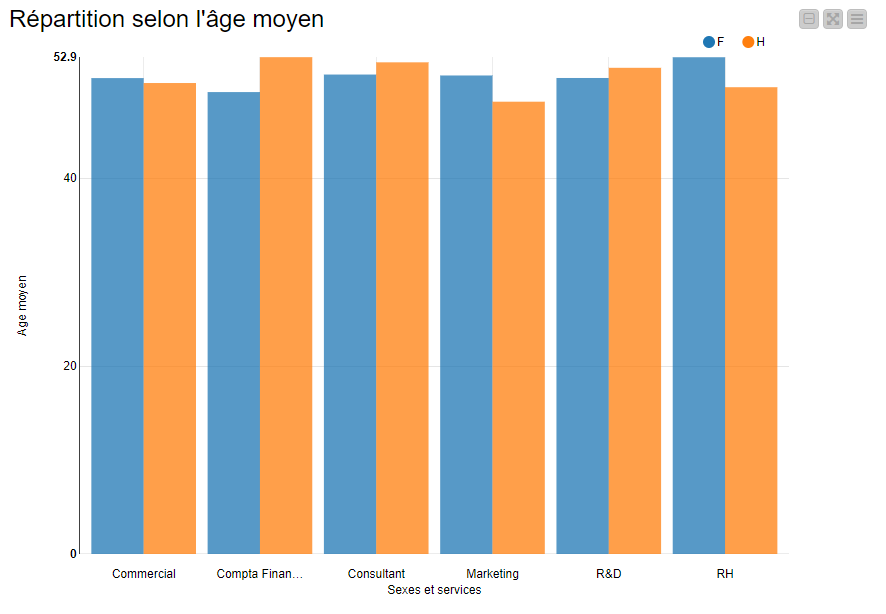 Répartition selon l'âge moyen
F H
52.9
40
20
0
Age moyen
Commercial Compta Finan… Consultant Marketing R&D RH
Sexes et services